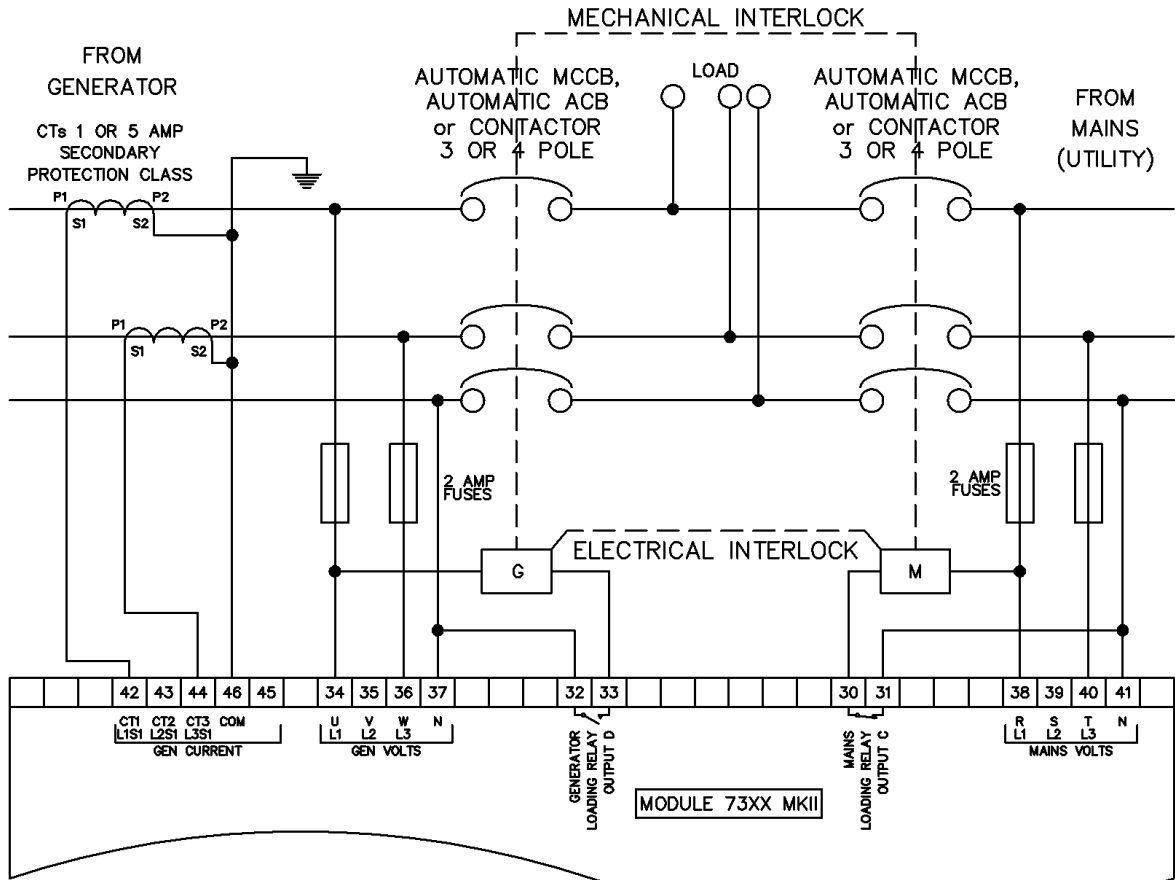 MECHANICAL INTERLOCK
FROM
GENERATOR
CTs 1 OR 5 AMP
SECONDARY
PROTECTION CLASS
AUTOMATIC MCCB,
AUTOMATIC ACB
or CONTACTOR
3 OR 4 POLE
LOAD
AUTOMATIC MCCB,
AUTOMATIC ACB
or CONTACTOR
3 OR 4 POLE
FROM
MAINS
(UTILITY)
P1 P2
S1 S2
P1 P2
S1 S2
2 AMP
FUSES
2 AMP
FUSES
ELECTRICAL INTERLOCK
G
M
42 43 44 46 45 34 35 36 37 32 33 30 31 38 39 40 41
CT1 CT2 CT3 COM
L1S1 L2S1 L3S1
GEN CURRENT
U V W N
L1 L2 L3
GEN VOLTS
GENERATOR
LOADING RELAY
OUTPUT D
MAINS
LOADING RELAY
OUTPUT C
R S T N
L1 L2 L3
MAINS VOLTS
MODULE 73XX MKII